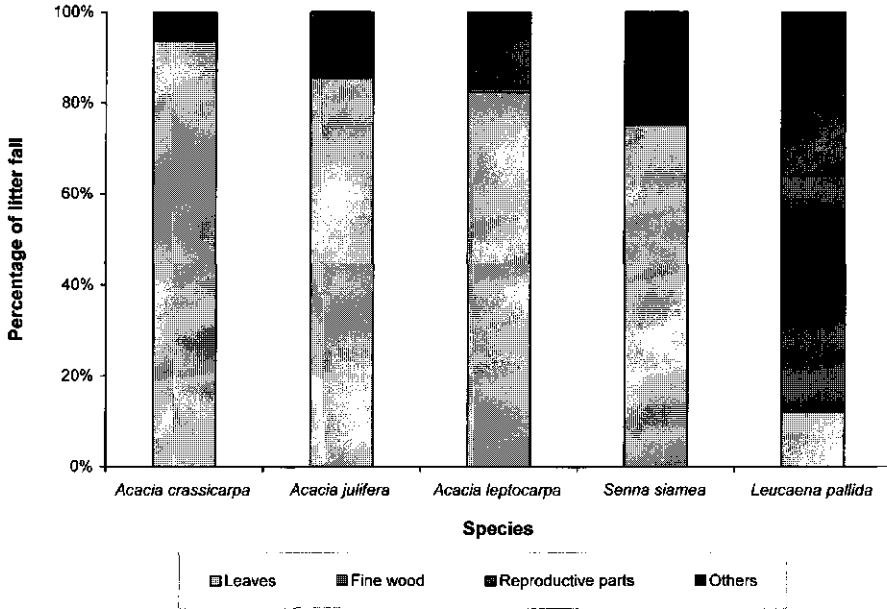 100%
80%
60%
40%
20%
0%
Percentage of litter fall
Acacia crassicarpa Acacia julifera Acacia leptocarpa Senna siamea Leucaena pallida
Species
Leaves Fine wood Reproductive parts Others